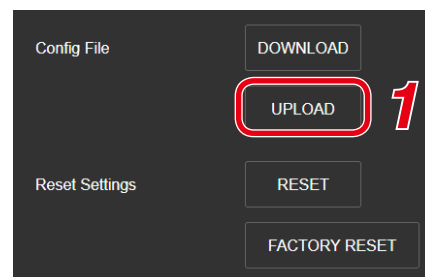 Config File DOWNLOAD
UPLOAD 1
Reset Settings RESET
FACTORY RESET